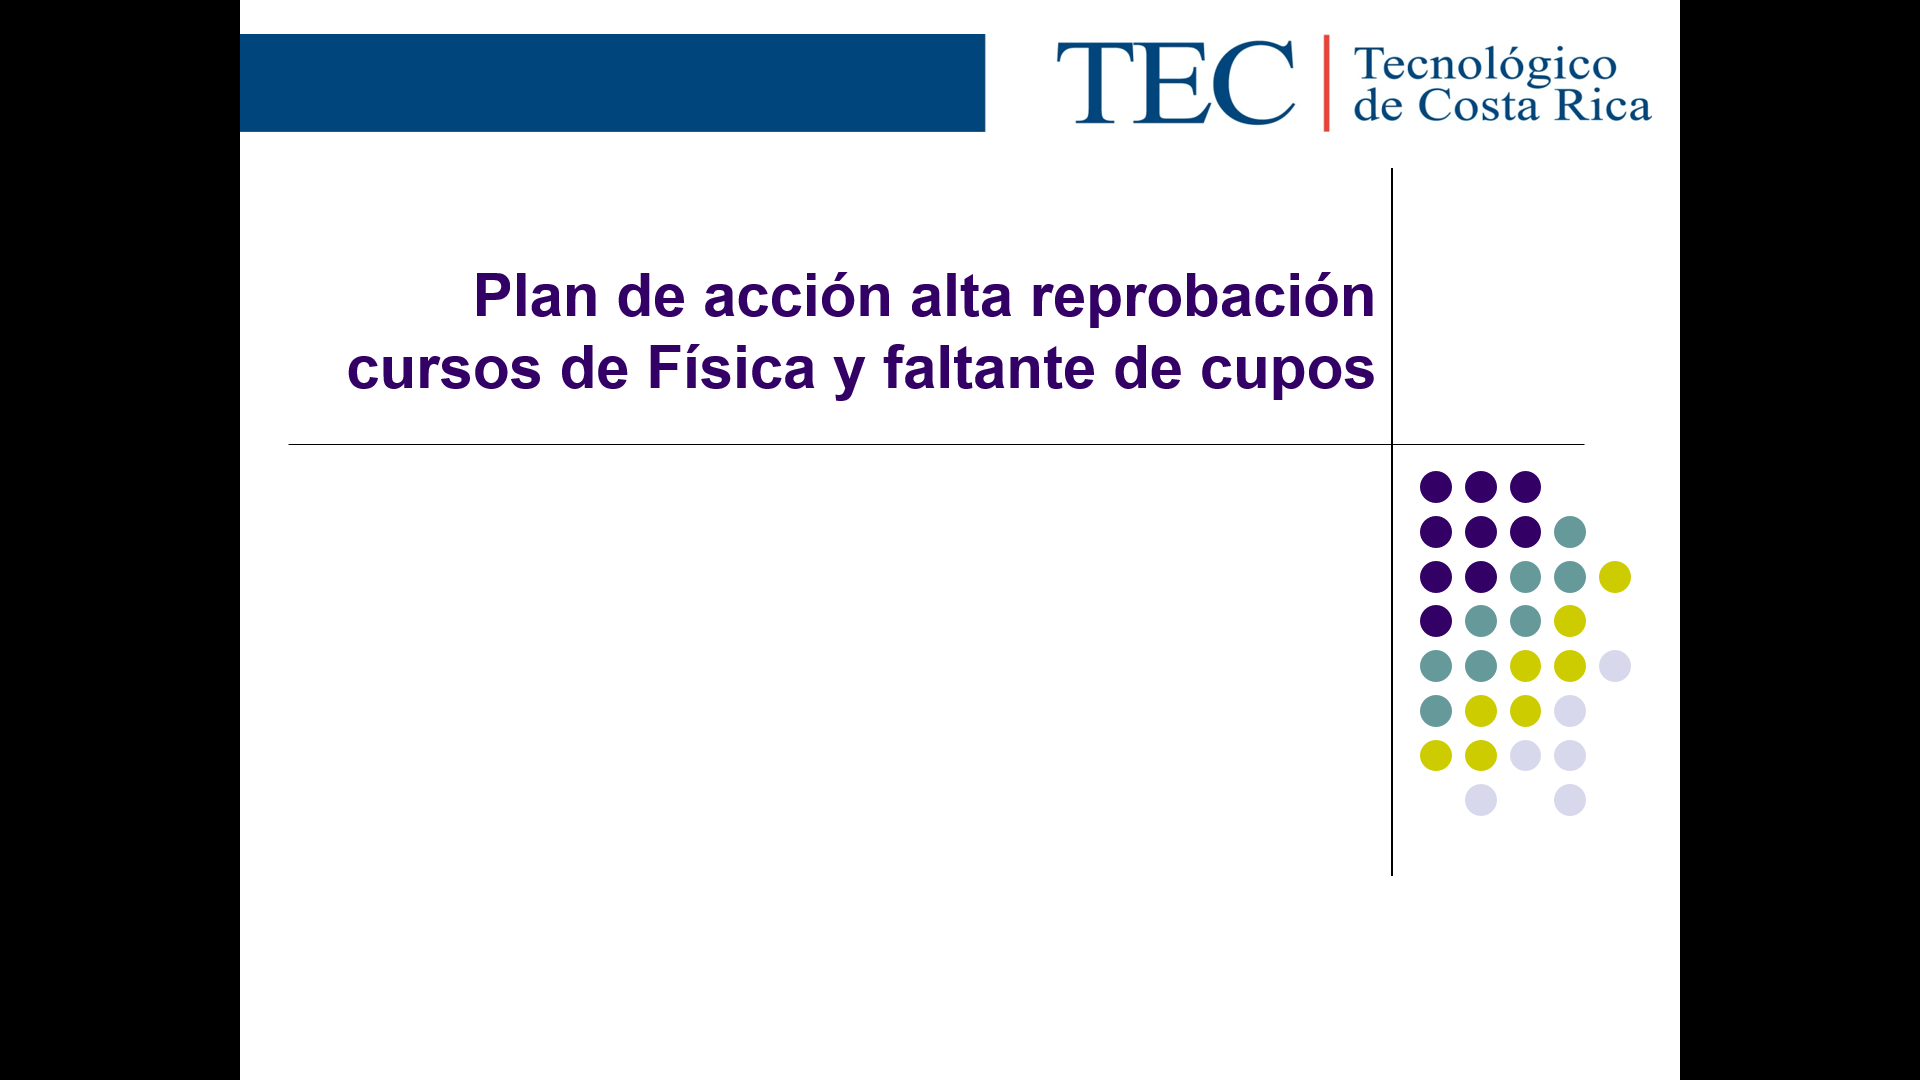 TEC
Tecnológico
de Costa Rica
Plan de acción alta reprobación
cursos de Física y faltante de cupos